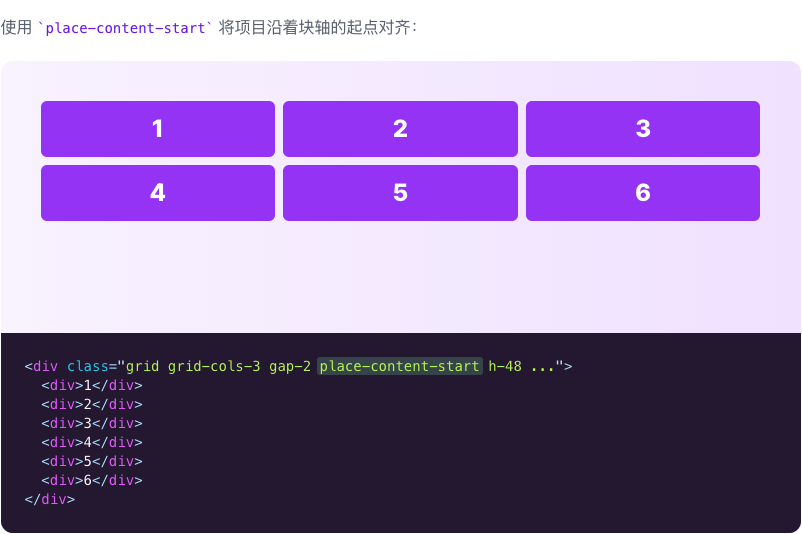 使用 `place-content-start` 将项目沿着块轴的起点对齐：
1 2 3
4 5 6
<div class="grid grid-cols-3 gap-2 place-content-start h-48 ...">
  <div>1</div>
  <div>2</div>
  <div>3</div>
  <div>4</div>
  <div>5</div>
  <div>6</div>
</div>